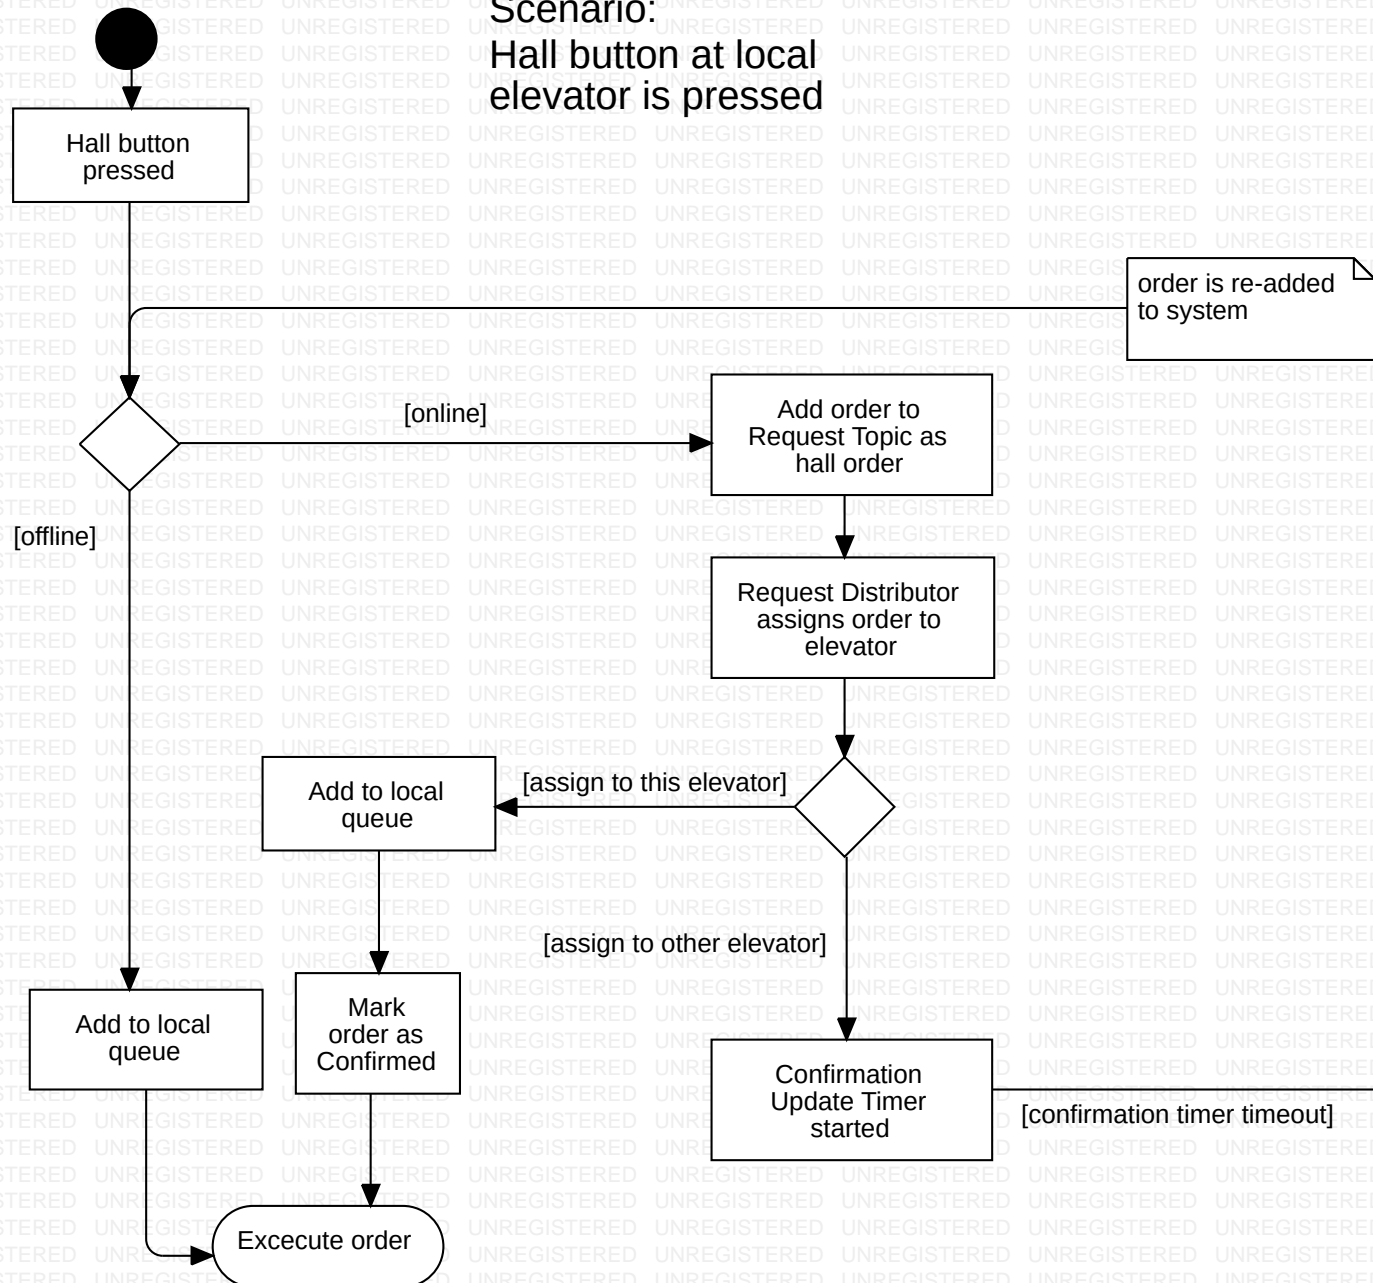 Scenario:
Hall button at local
elevator is pressed
Hall button
pressed
order is re-added
to system
[online]
Add order to
Request Topic as
hall order
[offline]
Request Distributor
assigns order to
elevator
Add to local
queue
[assign to this elevator]
[assign to other elevator]
Add to local
queue
Mark
order as
Confirmed
Confirmation
Update Timer
started
[confirmation timer timeout]
Excecute order
UNREGISTERED